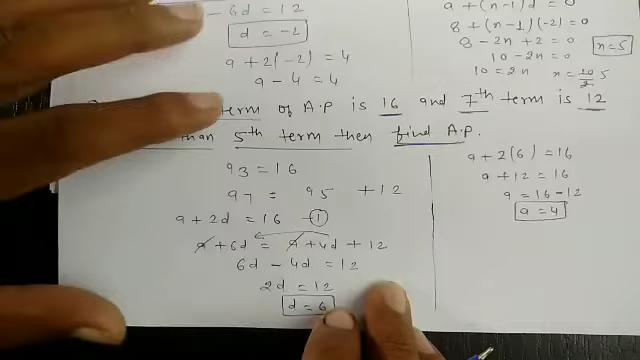 - 6d = 12
d = -2
a + 2(-2) = 4
a - 4 = 4
a + (n-1)d = 0
8 + (n-1)(-2) = 0
8 - 2n + 2 = 0
10 - 2n = 0
10 = 2n n = 10/2 5
n = 5
term of A.P is 16 and 7th term is 12
than 5th term then find A.P.
a3 = 16
a7 = a5 + 12
a + 2d = 16 - 1
a + 6d = a + 4d + 12
6d - 4d = 12
2d = 12
d = 6
a + 2(6) = 16
a + 12 = 16
a = 16 - 12
a = 4